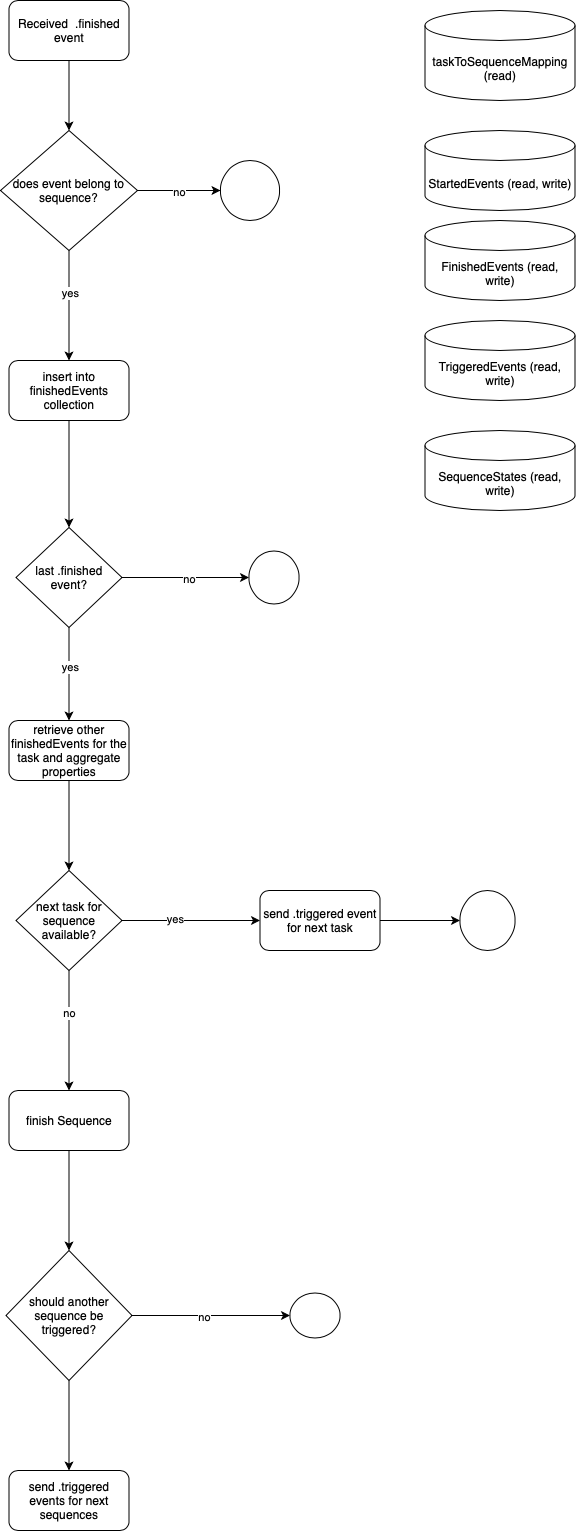 Received .finished
event
taskToSequenceMapping
(read)
does event belong to
sequence?
no
StartedEvents (read, write)
FinishedEvents (read,
write)
yes
insert into
finishedEvents
collection
TriggeredEvents (read,
write)
SequenceStates (read,
write)
last .finished
event?
no
yes
retrieve other
finishedEvents for the
task and aggregate
properties
next task for
sequence
available?
yes
send .triggered event
for next task
no
finish Sequence
should another
sequence be
triggered?
no
send .triggered
events for next
sequences